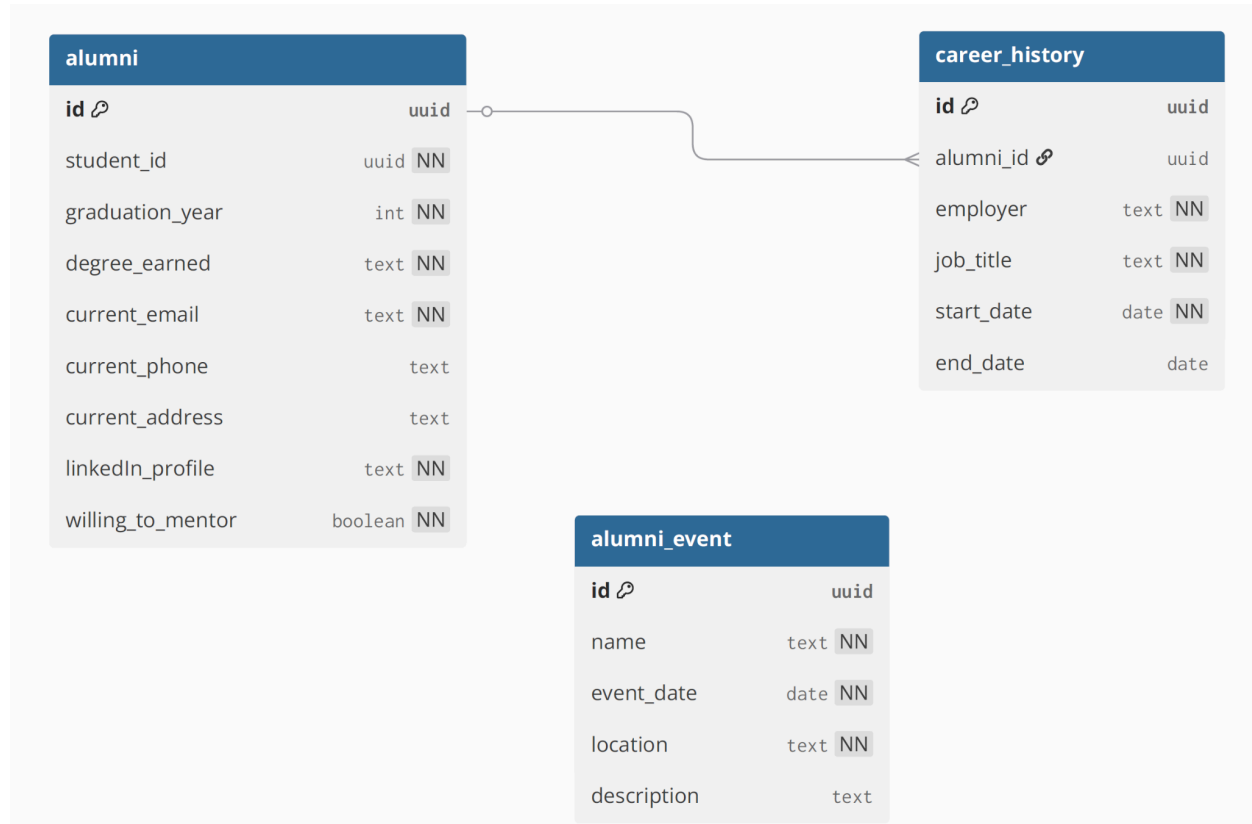 alumni
id uuid
student_id uuid NN
graduation_year int NN
degree_earned text NN
current_email text NN
current_phone text
current_address text
linkedIn_profile text NN
willing_to_mentor boolean NN
career_history
id uuid
alumni_id uuid
employer text NN
job_title text NN
start_date date NN
end_date date
alumni_event
id uuid
name text NN
event_date date NN
location text NN
description text